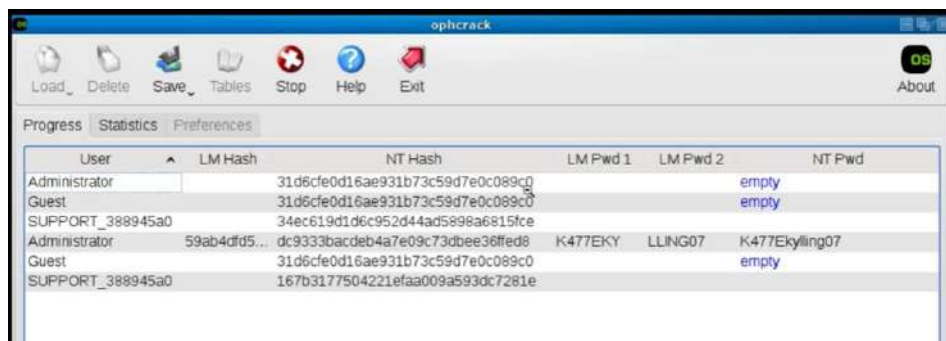 ophcrack
OS
Load Delete Save Tables Stop Help Exit About
Progress Statistics Preferences
User LM Hash NT Hash LM Pwd 1 LM Pwd 2 NT Pwd
Administrator 31d6cfe0d16ae931b73c59d7e0c089c0 empty
Guest 31d6cfe0d16ae931b73c59d7e0c089c0 empty
SUPPORT_388945a0 34ec619d1d6c952d44ad5898a6815fce
Administrator 59ab4dfd5... dc9333bacdeb4a7e09c73dbee36ffed8 K477EKY LLING07 K477Ekylling07
Guest 31d6cfe0d16ae931b73c59d7e0c089c0 empty
SUPPORT_388945a0 167b3177504221efaa009a593dc7281e